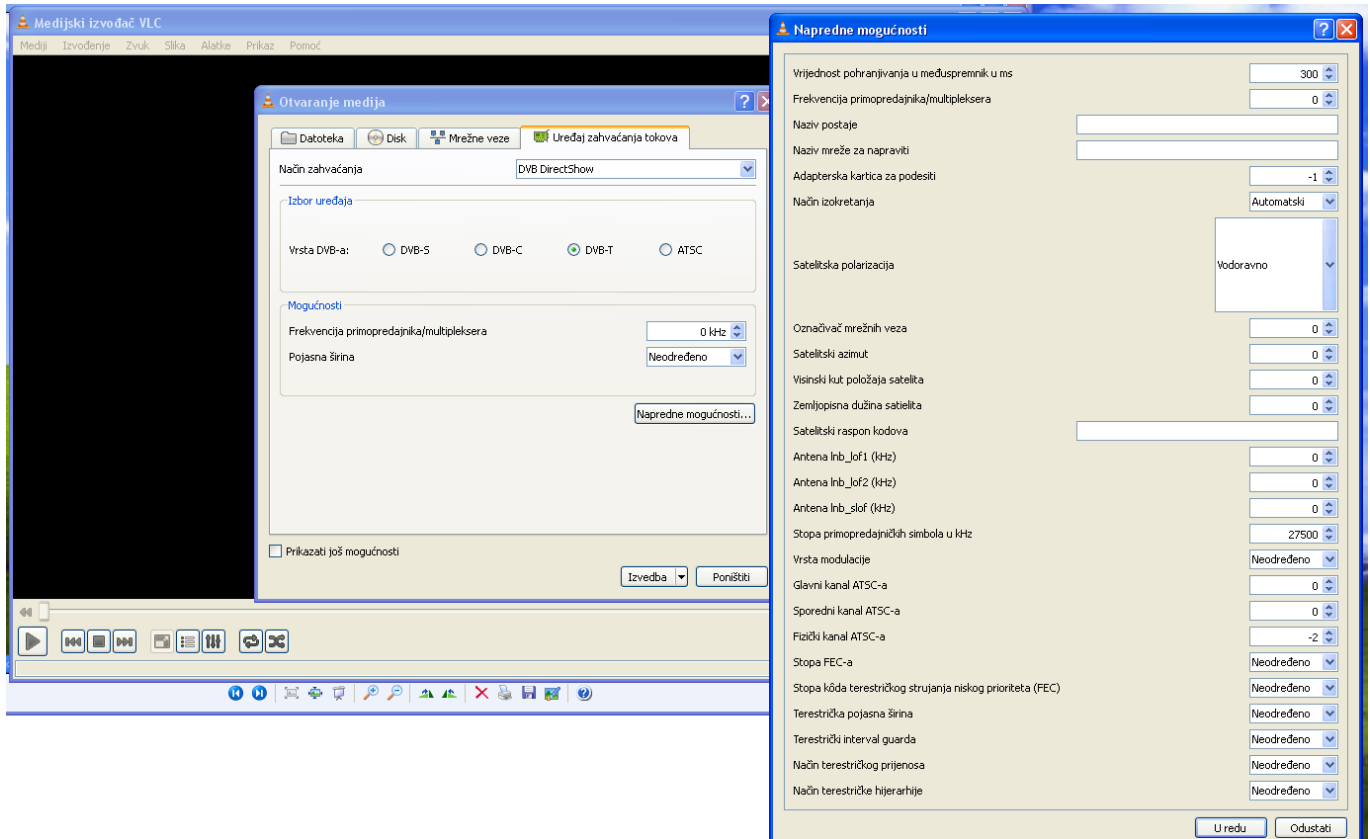 Medijski izvođač VLC
Mediji Izvođenje Zvuk Slika Alatke Prikaz Pomoć
Otvaranje medija
Datoteka Disk Mrežne veze Uređaj zahvaćanja tokova
Način zahvaćanja DVB DirectShow
Izbor uređaja
Vrsta DVB-a: DVB-S DVB-C DVB-T ATSC
Mogućnosti
Frekvencija primopredajnika/multipleksera 0 kHz
Pojasna širina Neodređeno
Napredne mogućnosti...
Prikazati još mogućnosti
Izvedba Poništiti
Napredne mogućnosti
Vrijednost pohranjivanja u međuspremnik u ms 300
Frekvencija primopredajnika/multipleksera 0
Naziv postaje
Naziv mreže za napraviti
Adapterska kartica za podesiti -1
Način izokretanja Automatski
Satelitska polarizacija Vodoravno
Označivač mrežnih veza 0
Satelitski azimut 0
Visinski kut položaja satelita 0
Zemljopisna dužina satielita 0
Satelitski raspon kodova
Antena lnb_lof1 (kHz) 0
Antena lnb_lof2 (kHz) 0
Antena lnb_slof (kHz) 0
Stopa primopredajničkih simbola u kHz 27500
Vrsta modulacije Neodređeno
Glavni kanal ATSC-a 0
Sporedni kanal ATSC-a 0
Fizički kanal ATSC-a -2
Stopa FEC-a Neodređeno
Stopa kôda terestričkog strujanja niskog prioriteta (FEC) Neodređeno
Terestrička pojasna širina Neodređeno
Terestrički interval guarda Neodređeno
Način terestričkog prijenosa Neodređeno
Način terestričke hijerarhije Neodređeno
U redu Odustati